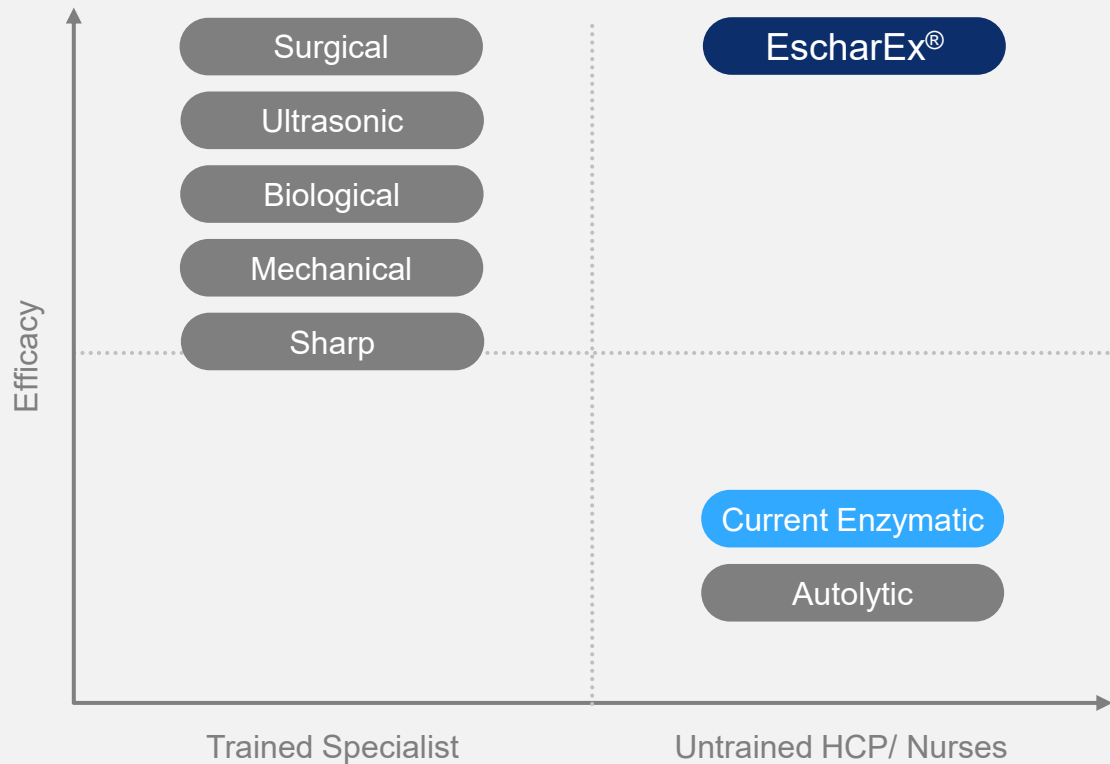 Surgical
EscharEx®
Ultrasonic
Biological
Mechanical
Sharp
Efficacy
Current Enzymatic
Autolytic
Trained Specialist
Untrained HCP/ Nurses